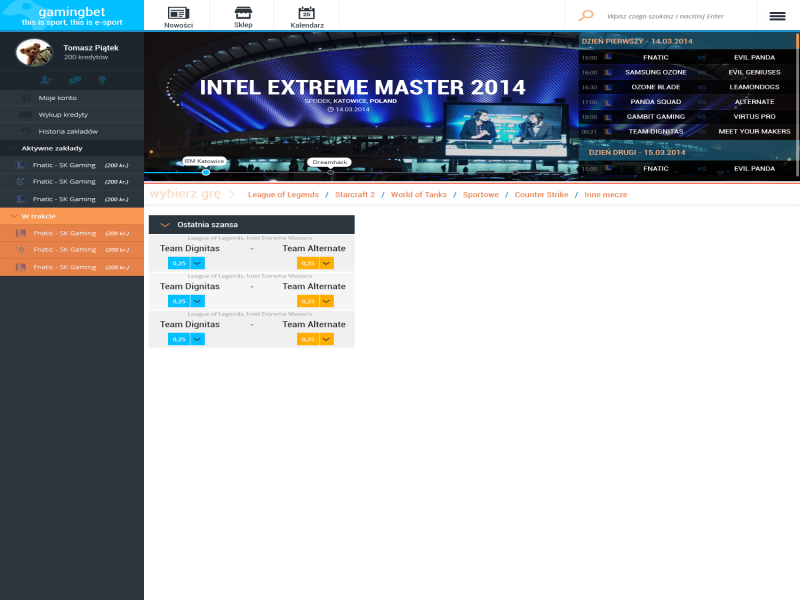 gamingbet
this is sport, this is e-sport
Nowości
Sklep
25
Kalendarz
Wpisz czego szukasz i naciśnij Enter
Tomasz Piątek
200 kredytów
Moje konto
Wykup kredyty
Historia zakładów
Aktywne zakłady
Fnatic - SK Gaming (200 kr.)
Fnatic - SK Gaming (200 kr.)
Fnatic - SK Gaming (200 kr.)
W trakcie
Fnatic - SK Gaming (200 kr.)
Fnatic - SK Gaming (200 kr.)
Fnatic - SK Gaming (200 kr.)
INTEL EXTREME MASTER 2014
SPODEK, KATOWICE, POLAND
14.03.2014
IEM Katowice
Dreamhack
DZIEŃ PIERWSZY - 14.03.2014
15:00 FNATIC VS EVIL PANDA
16:00 SAMSUNG OZONE VS EVIL GENIUSES
16:30 OZONE BLADE VS LEAMONDOGS
17:00 PANDA SQUAD VS ALTERNATE
18:00 GAMBIT GAMING VS VIRTUS PRO
00:21 TEAM DIGNITAS VS MEET YOUR MAKERS
DZIEŃ DRUGI - 15.03.2014
15:00 FNATIC VS EVIL PANDA
wybierz grę > League of Legends / Starcraft 2 / World of Tanks / Sportowe / Counter Strike / Inne mecze
Ostatnia szansa
League of Legends, Intel Extreme Masters
Team Dignitas - Team Alternate
0,25 0,25
League of Legends, Intel Extreme Masters
Team Dignitas - Team Alternate
0,25 0,25
League of Legends, Intel Extreme Masters
Team Dignitas - Team Alternate
0,25 0,25